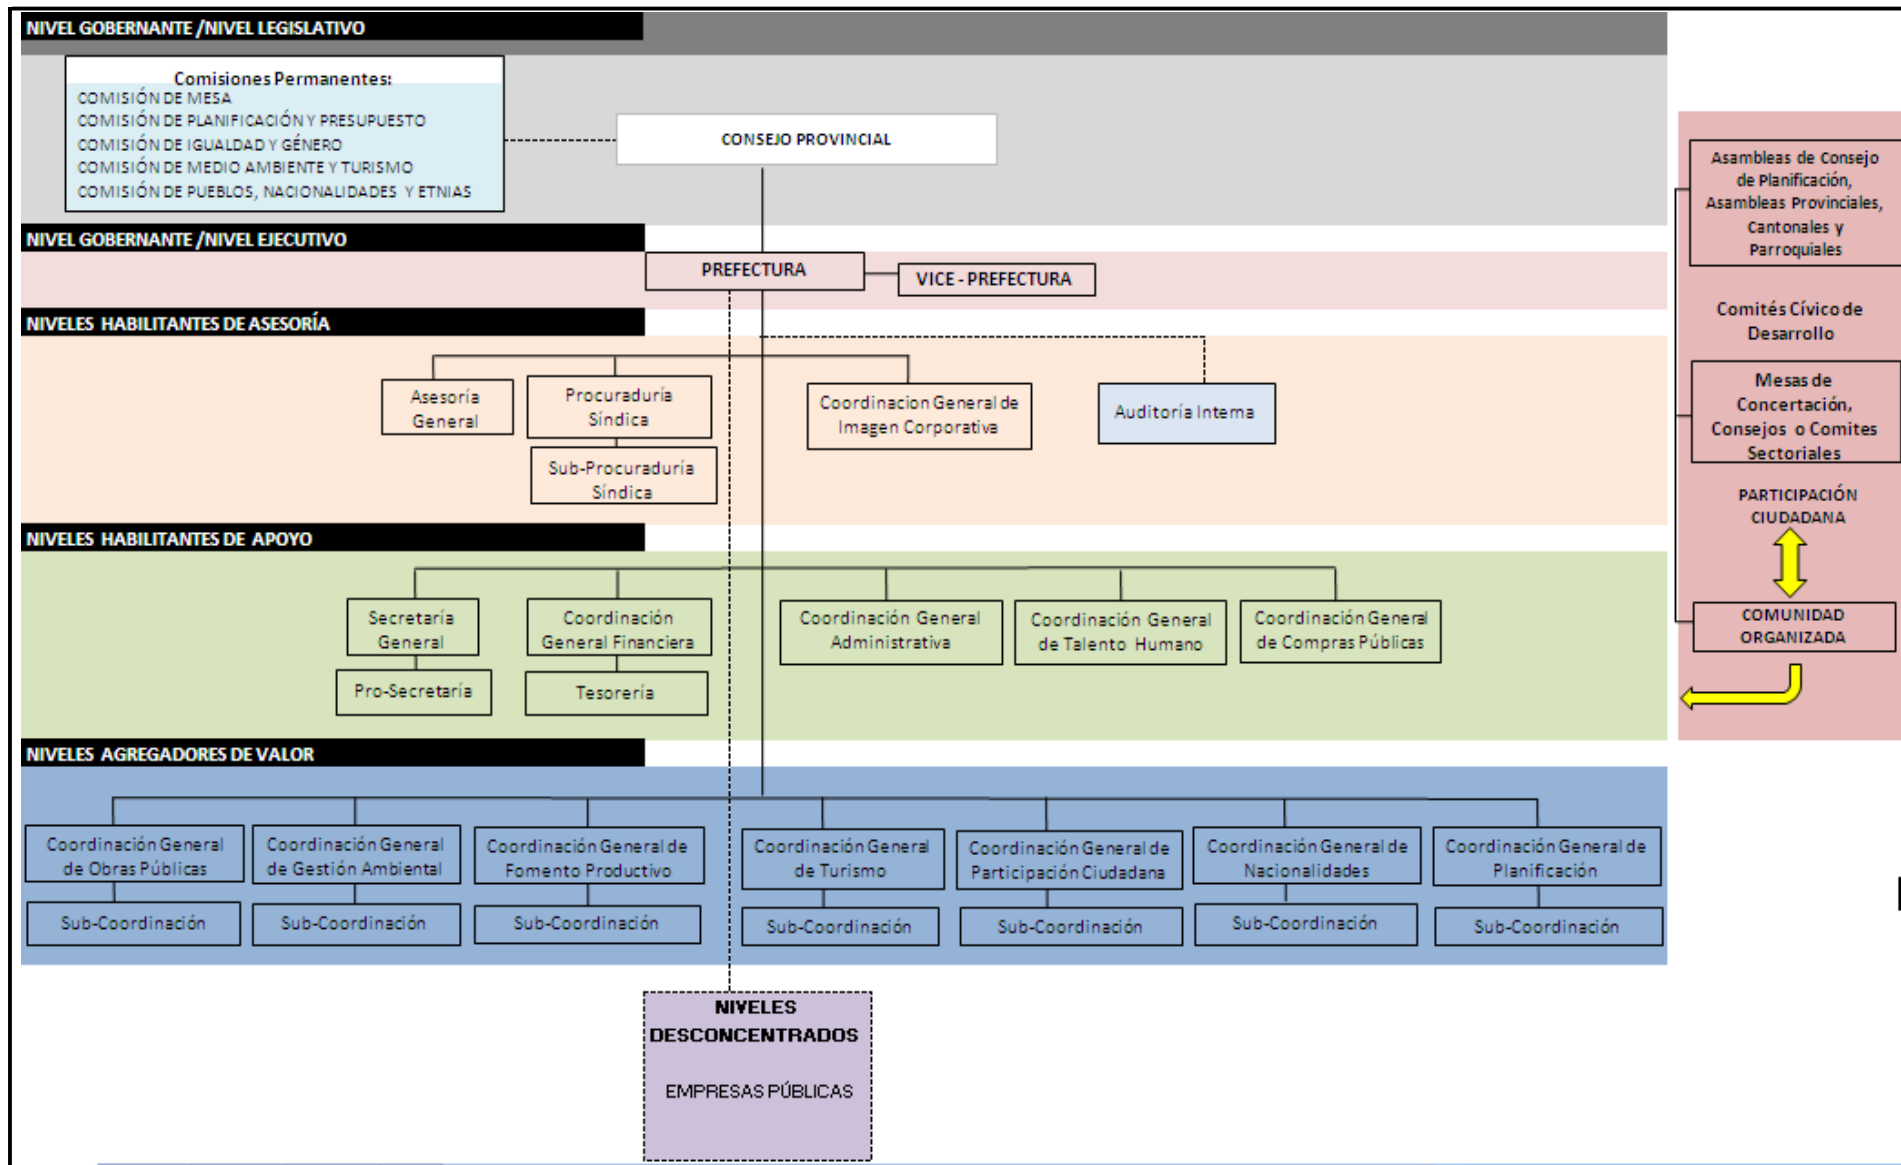 NIVEL GOBERNANTE /NIVEL LEGISLATIVO
Comisiones Permanentes:
COMISIÓN DE MESA
COMISIÓN DE PLANIFICACIÓN Y PRESUPUESTO
COMISIÓN DE IGUALDAD Y GÉNERO
COMISIÓN DE MEDIO AMBIENTE Y TURISMO
COMISIÓN DE PUEBLOS, NACIONALIDADES Y ETNIAS
CONSEJO PROVINCIAL
NIVEL GOBERNANTE /NIVEL EJECUTIVO
PREFECTURA
VICE - PREFECTURA
NIVELES HABILITANTES DE ASESORÍA
Asesoría
General
Procuraduría
Síndica
Sub-Procuraduría
Síndica
Coordinacion General de
Imagen Corporativa
Auditoría Interna
NIVELES HABILITANTES DE APOYO
Secretaría
General
Pro-Secretaría
Coordinación
General Financiera
Tesorería
Coordinación General
Administrativa
Coordinación General
de Talento Humano
Coordinación General
de Compras Públicas
NIVELES AGREGADORES DE VALOR
Coordinación General
de Obras Públicas
Sub-Coordinación
Coordinación General
de Gestión Ambiental
Sub-Coordinación
Coordinación General de
Fomento Productivo
Sub-Coordinación
Coordinación General
de Turismo
Sub-Coordinación
Coordinación General de
Participación Ciudadana
Sub-Coordinación
Coordinación General de
Nacionalidades
Sub-Coordinación
Coordinación General de
Planificación
Sub-Coordinación
NIVELES
DESCONCENTRADOS
EMPRESAS PÚBLICAS
Asambleas de Consejo
de Planificación,
Asambleas Provinciales,
Cantonales y
Parroquiales
Comités Cívico de
Desarrollo
Mesas de
Concertación,
Consejos o Comites
Sectoriales
PARTICIPACIÓN
CIUDADANA
COMUNIDAD
ORGANIZADA